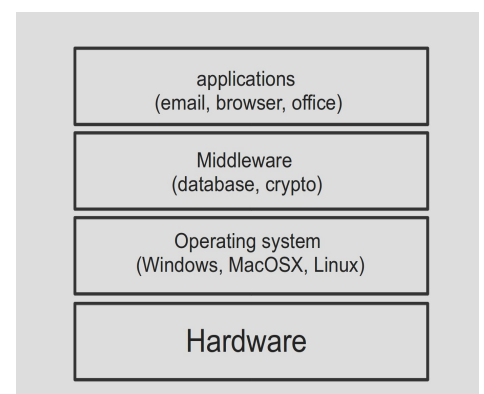 applications
(email, browser, office)
Middleware
(database, crypto)
Operating system
(Windows, MacOSX, Linux)
Hardware